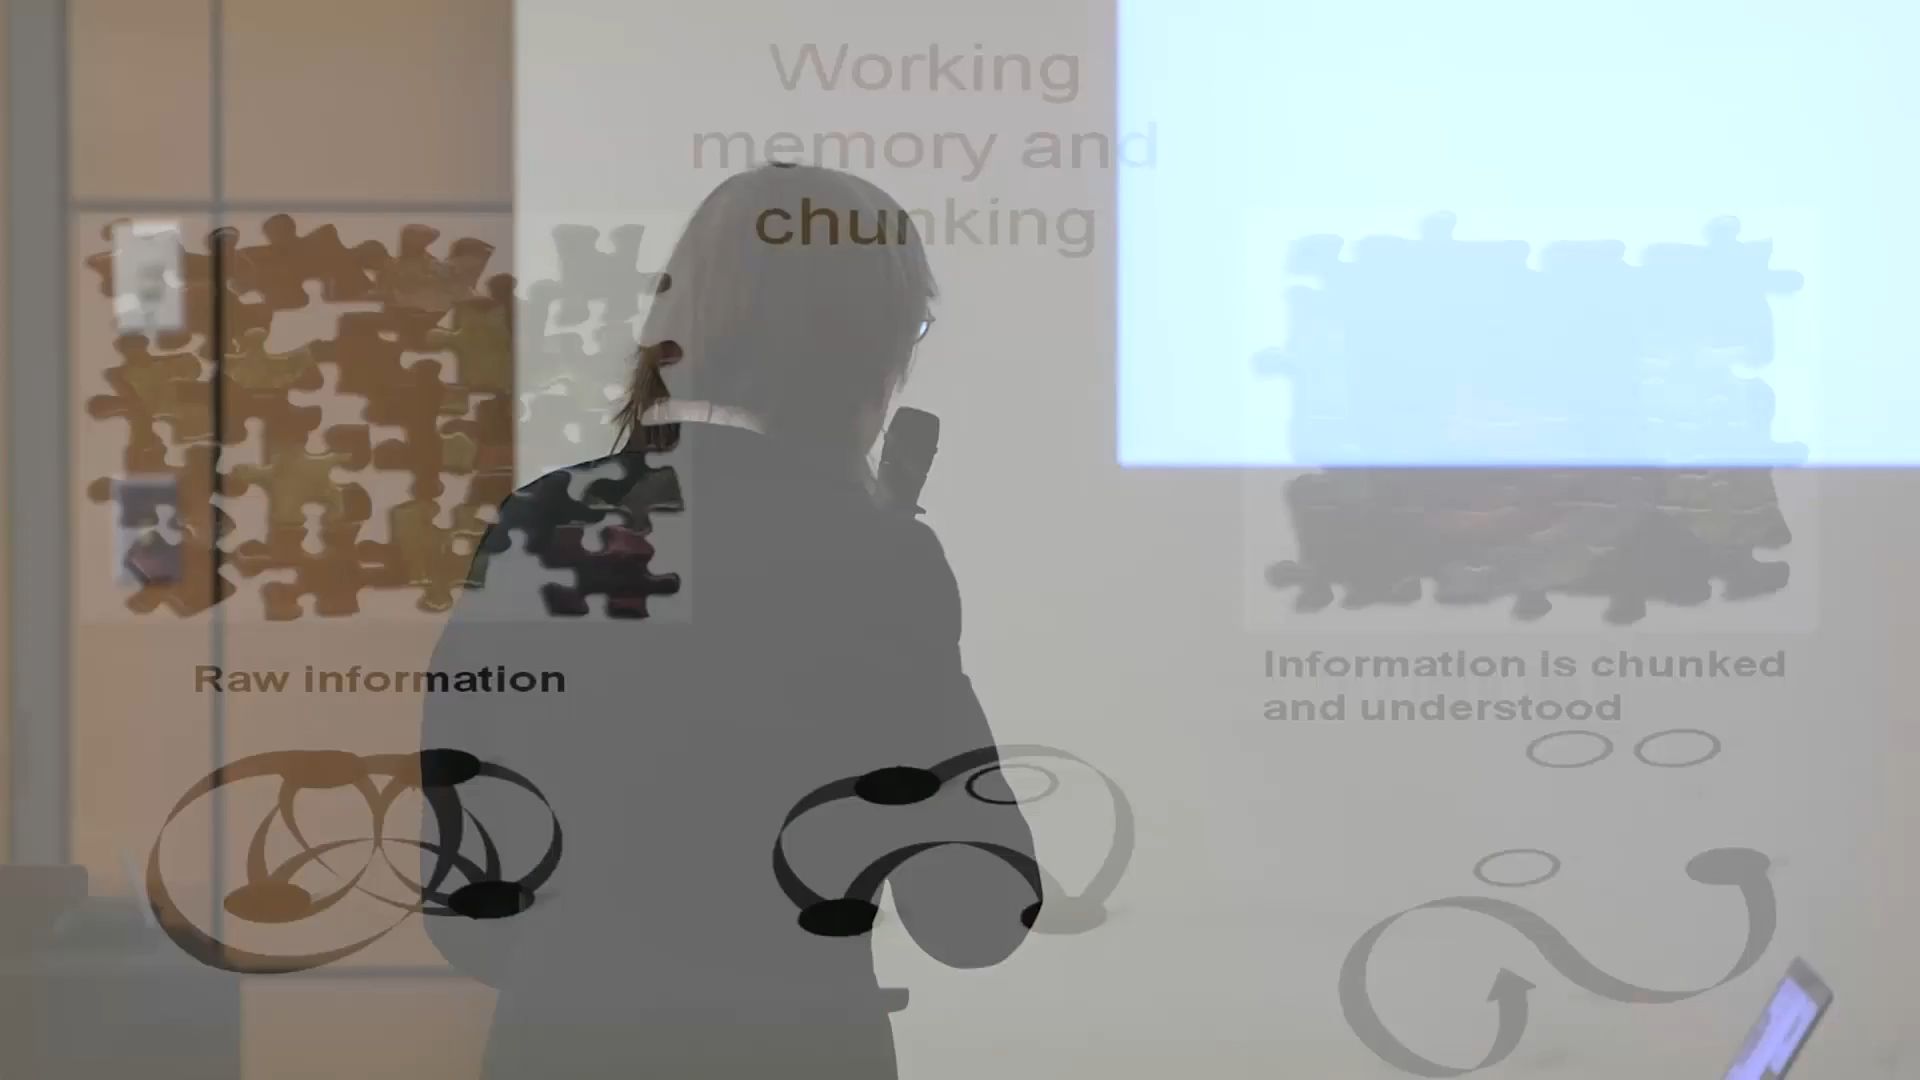 Working
memory and
chunking
Raw information
Information is chunked
and understood